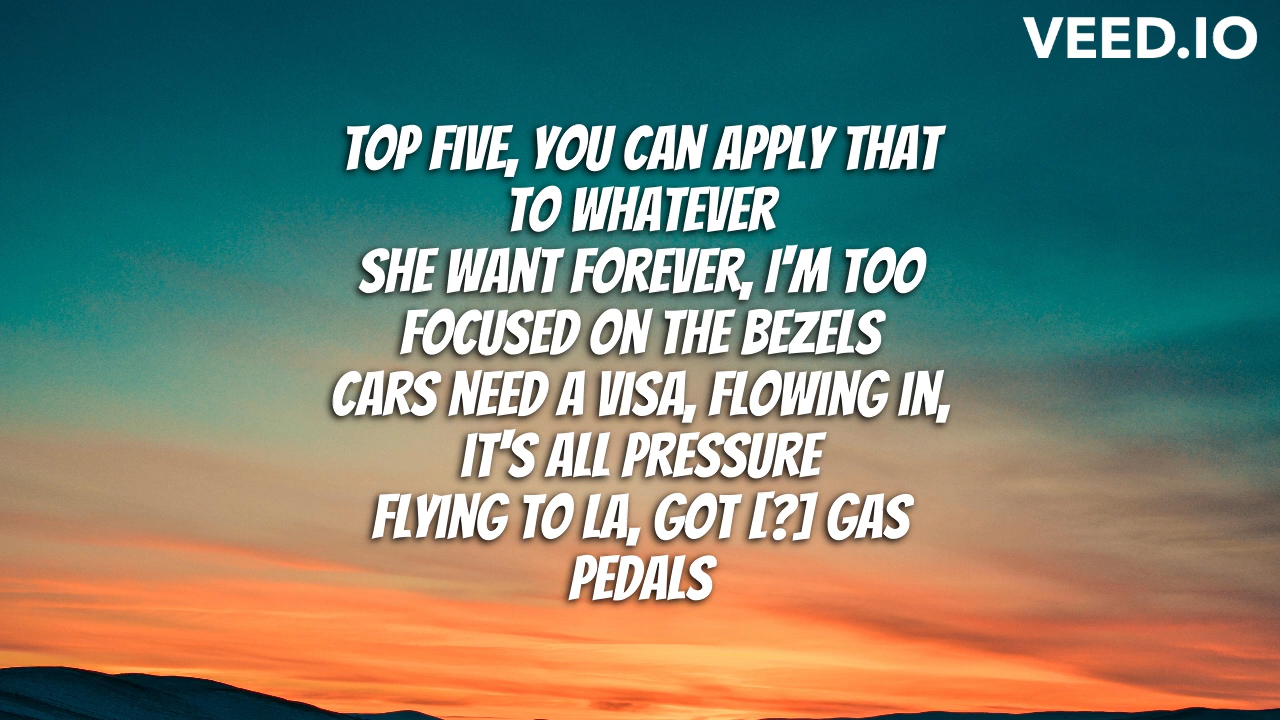 VEED.IO
TOP FIVE, YOU CAN APPLY THAT
TO WHATEVER
SHE WANT FOREVER, I'M TOO
FOCUSED ON THE BEZELS
CARS NEED A VISA, FLOWING IN,
IT'S ALL PRESSURE
FLYING TO LA, GOT [?] GAS
PEDALS